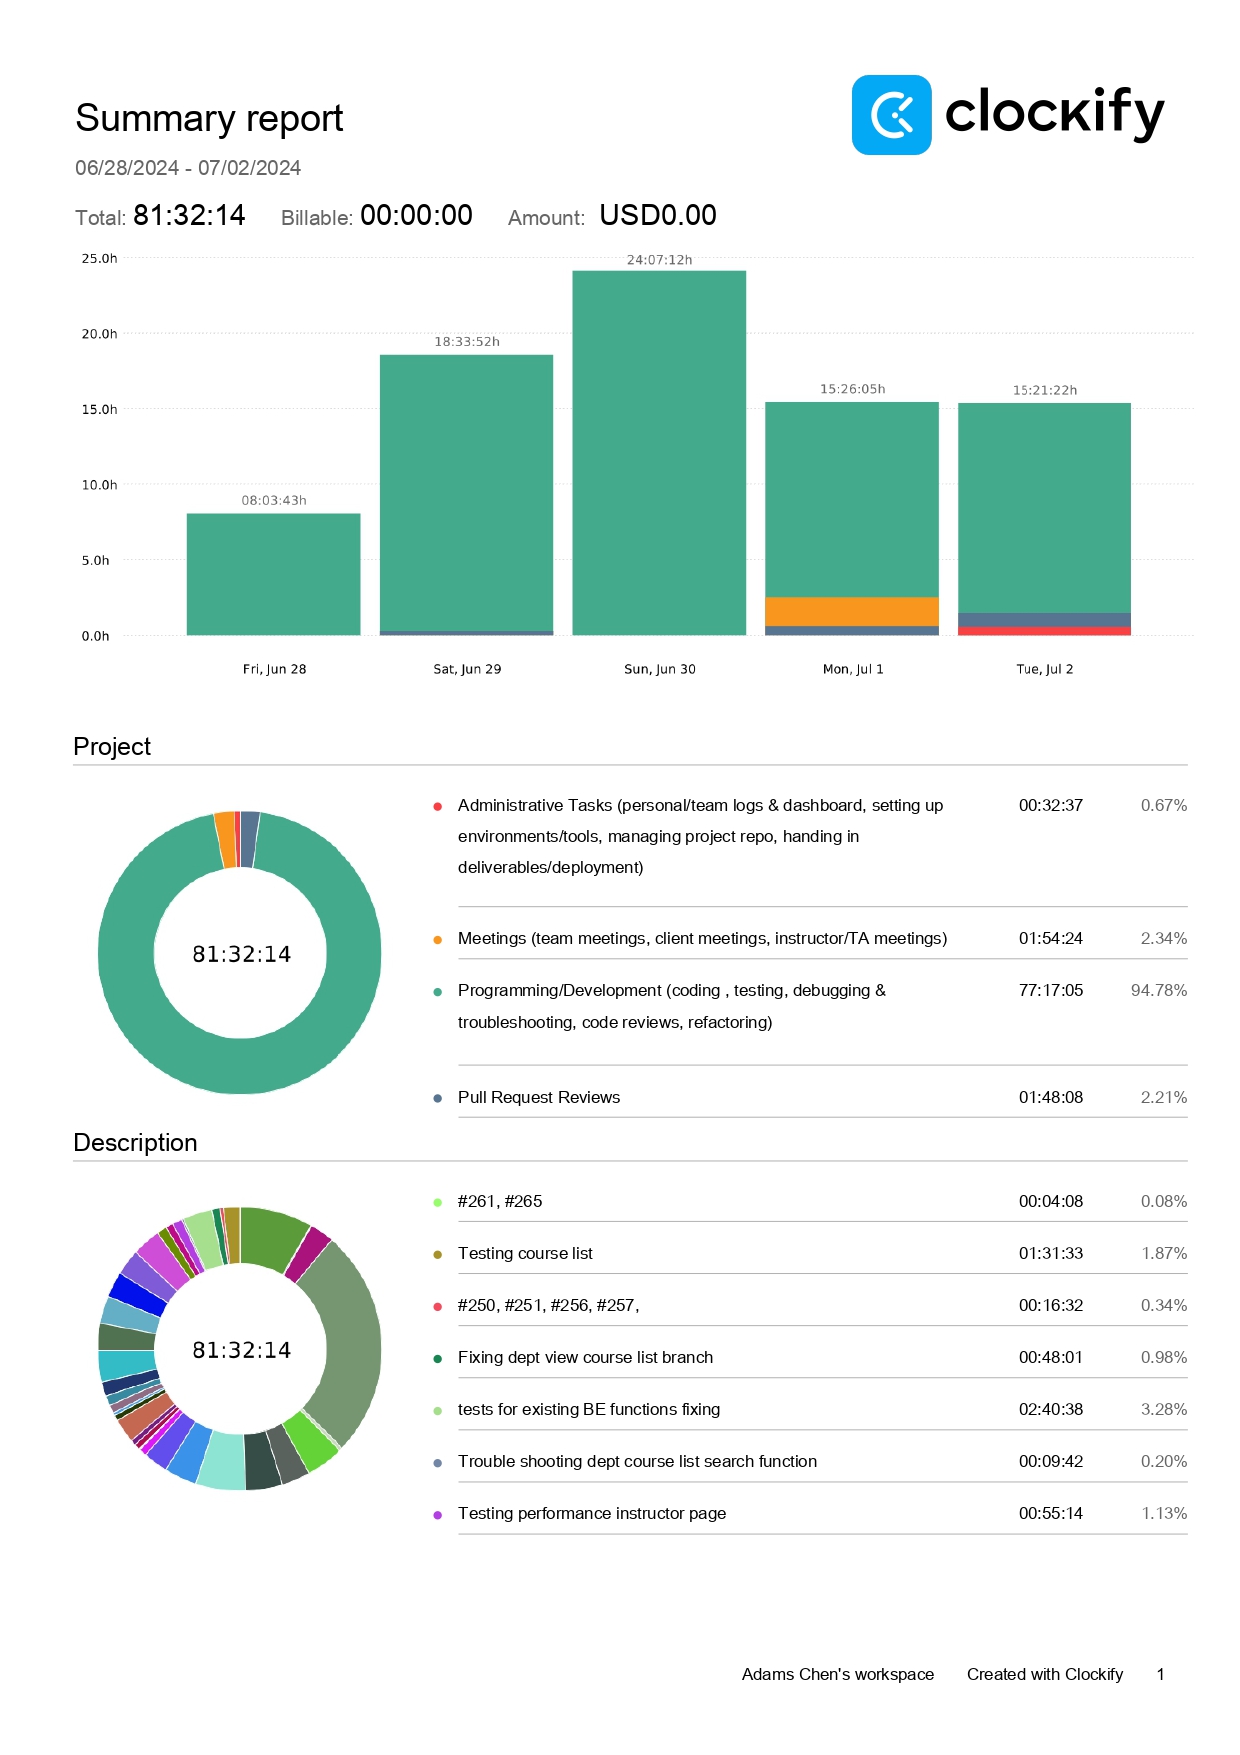 Summary report
clockify
06/28/2024 - 07/02/2024
Total: 81:32:14 Billable: 00:00:00 Amount: USD0.00
25.0h
20.0h
15.0h
10.0h
5.0h
0.0h
08:03:43h
18:33:52h
24:07:12h
15:26:05h
15:21:22h
Fri, Jun 28
Sat, Jun 29
Sun, Jun 30
Mon, Jul 1
Tue, Jul 2
Project
81:32:14
Administrative Tasks (personal/team logs & dashboard, setting up 00:32:37 0.67%
environments/tools, managing project repo, handing in
deliverables/deployment)
Meetings (team meetings, client meetings, instructor/TA meetings) 01:54:24 2.34%
Programming/Development (coding , testing, debugging & 77:17:05 94.78%
troubleshooting, code reviews, refactoring)
Pull Request Reviews 01:48:08 2.21%
Description
81:32:14
#261, #265 00:04:08 0.08%
Testing course list 01:31:33 1.87%
#250, #251, #256, #257, 00:16:32 0.34%
Fixing dept view course list branch 00:48:01 0.98%
tests for existing BE functions fixing 02:40:38 3.28%
Trouble shooting dept course list search function 00:09:42 0.20%
Testing performance instructor page 00:55:14 1.13%
Adams Chen's workspace Created with Clockify 1